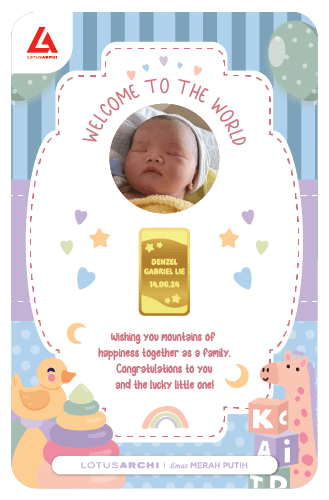 LOTUSARCHI
WELCOME TO THE WORLD
DENZEL
GABRIEL LIE
14.06.24
Wishing you mountains of
happiness together as a family.
Congratulations to you
and the lucky little one!
K
A i
LOTUSARCHI | Emas MERAH PUTIH